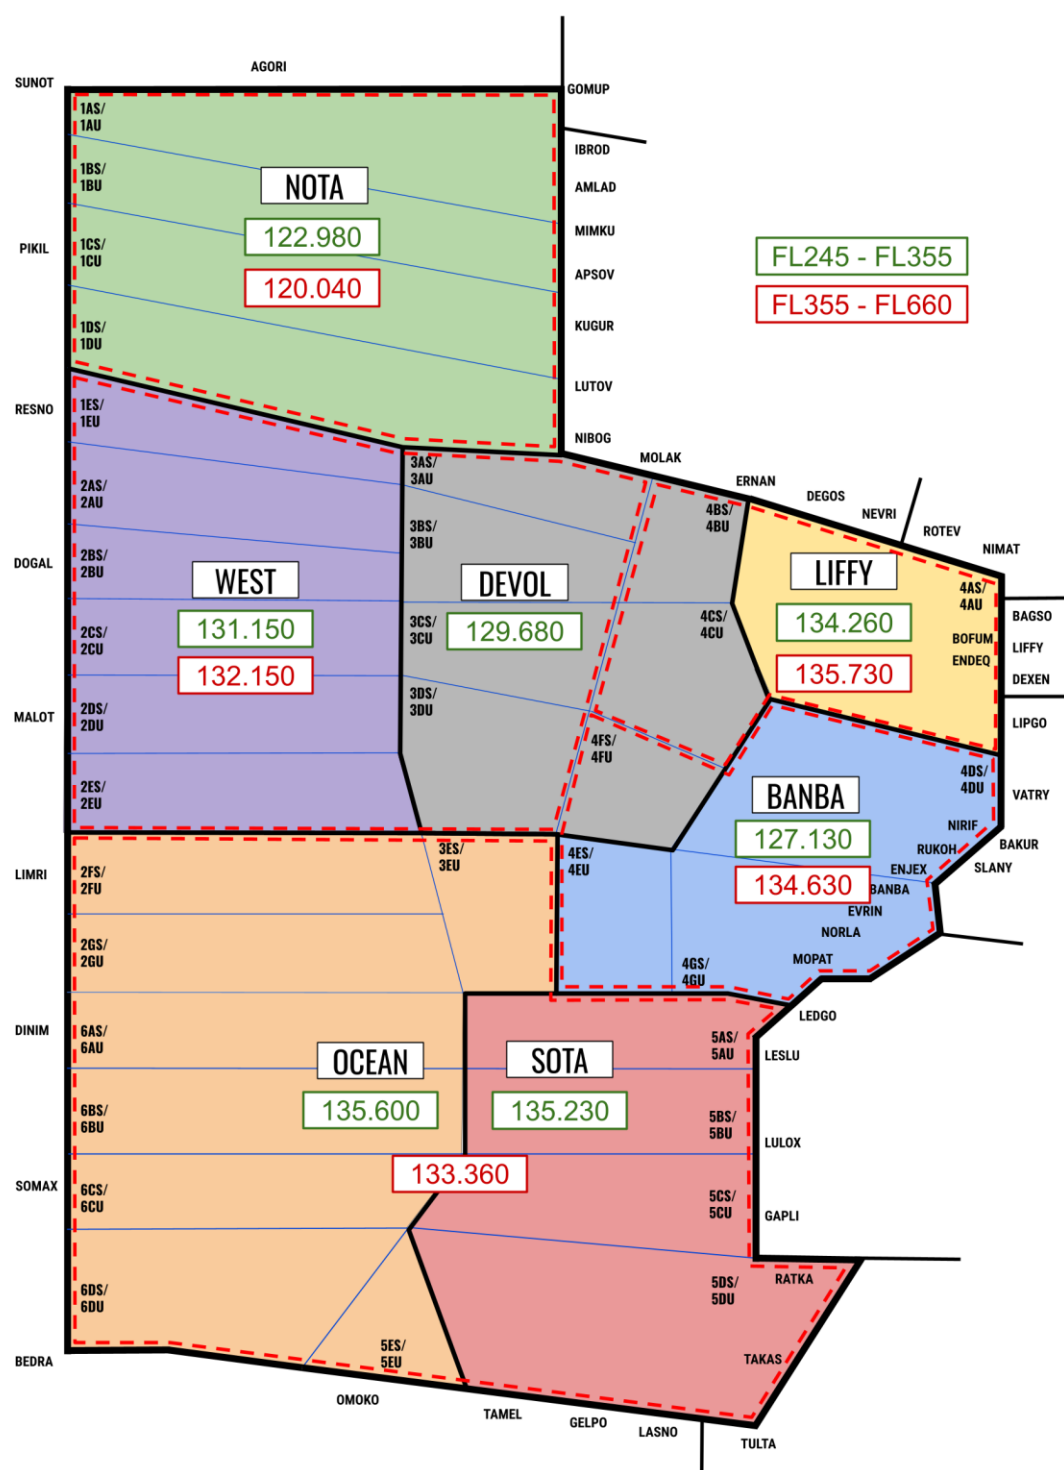 AGORI
SUNOT
GOMUP
1AS/
1AU
IBROD
1BS/
1BU
NOTA
AMLAD
122.980
MIMKU
PIKIL
1CS/
1CU
120.040
APSOV
FL245 - FL355
FL355 - FL660
1DS/
1DU
KUGUR
LUTOV
RESNO
1ES/
1EU
NIBOG
MOLAK
3AS/
3AU
ERNAN
DEGOS
NEVRI
ROTEV
NIMAT
2AS/
2AU
4BS/
4BU
3BS/
3BU
DOGAL
2BS/
2BU
WEST
DEVOL
LIFFY
4AS/
4AU
BAGSO
131.150
129.680
134.260
2CS/
2CU
3CS/
3CU
4CS/
4CU
BOFUM
LIFFY
ENDEQ
132.150
135.730
DEXEN
MALOT
2DS/
2DU
3DS/
3DU
LIPGO
4FS/
4FU
2ES/
2EU
BANBA
4DS/
4DU
VATRY
127.130
NIRIF
BAKUR
RUKOH
SLANY
ENJEX
134.630
BANBA
LIMRI
2FS/
2FU
3ES/
3EU
4ES/
4EU
EVRIN
NORLA
2GS/
2GU
MOPAT
4GS/
4GU
LEDGO
DINIM
6AS/
6AU
OCEAN
SOTA
5AS/
5AU
LESLU
135.600
135.230
6BS/
6BU
5BS/
5BU
LULOX
133.360
SOMAX
6CS/
6CU
5CS/
5CU
GAPLI
6DS/
6DU
5DS/
5DU
RATKA
BEDRA
5ES/
5EU
TAKAS
OMOKO
TAMEL
GELPO
LASNO
TULTA